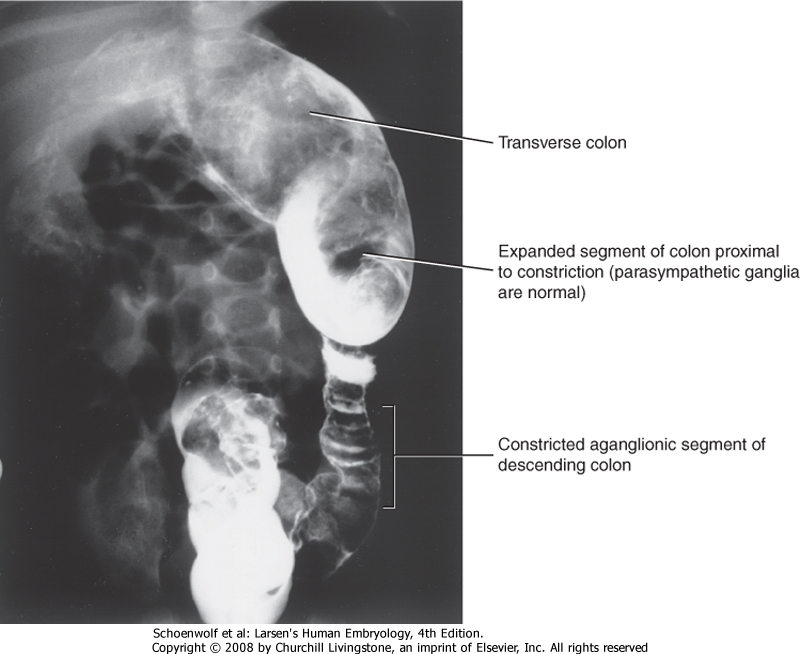 Transverse colon
Expanded segment of colon proximal
to constriction (parasympathetic ganglia
are normal)
Constricted aganglionic segment of
descending colon
Schoenwolf et al: Larsen's Human Embryology, 4th Edition.
Copyright © 2008 by Churchill Livingstone, an imprint of Elsevier, Inc. All rights reserved